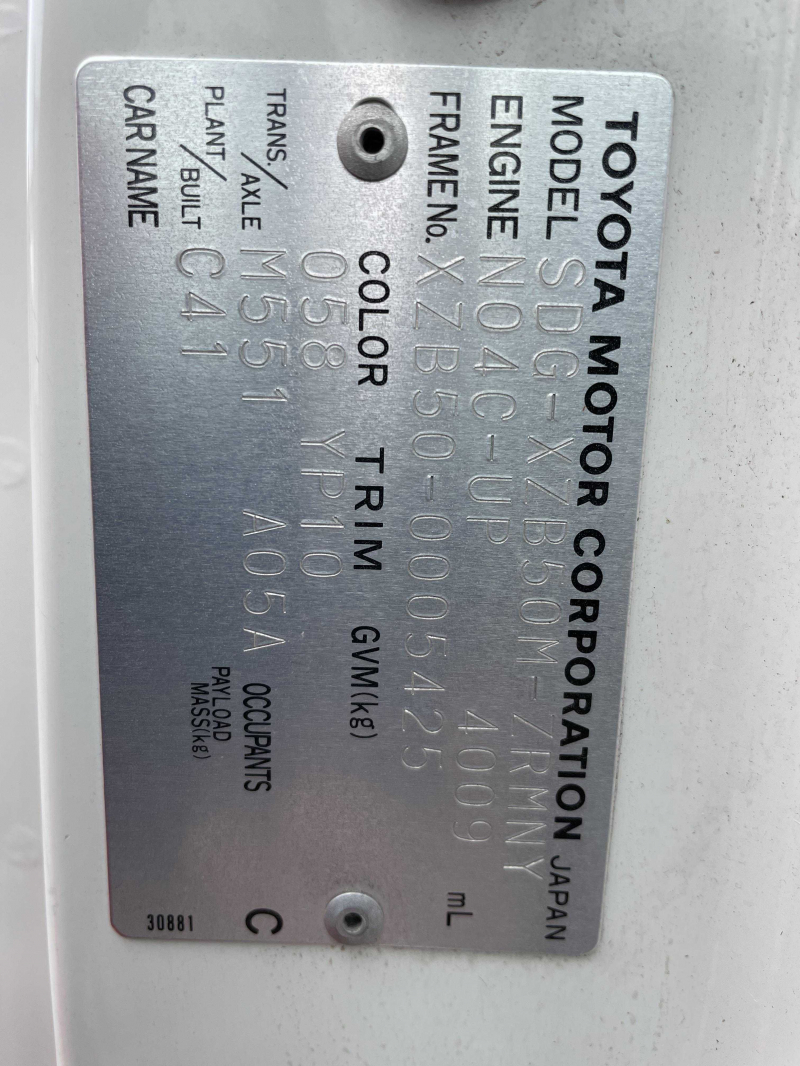 TOYOTA MOTOR CORPORATION JAPAN
MODEL SDG-XZB50M-ZRMNY
ENGINE N04C-UP 4009 mL
FRAME No. XZB50-0005425
COLOR TRIM GVM(kg)
058 YP10
TRANS./AXLE M551 A05A OCCUPANTS C
PLANT/BUILT C41 PAYLOAD MASS(kg)
CAR NAME 30881